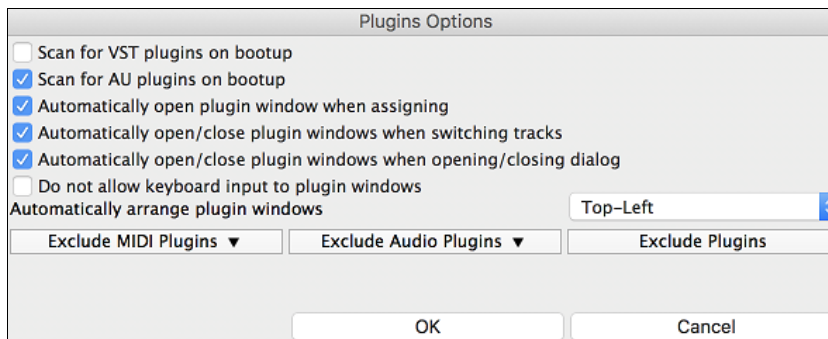 Plugins Options
Scan for VST plugins on bootup
Scan for AU plugins on bootup
Automatically open plugin window when assigning
Automatically open/close plugin windows when switching tracks
Automatically open/close plugin windows when opening/closing dialog
Do not allow keyboard input to plugin windows
Automatically arrange plugin windows Top-Left
Exclude MIDI Plugins ▼ Exclude Audio Plugins ▼ Exclude Plugins
OK Cancel